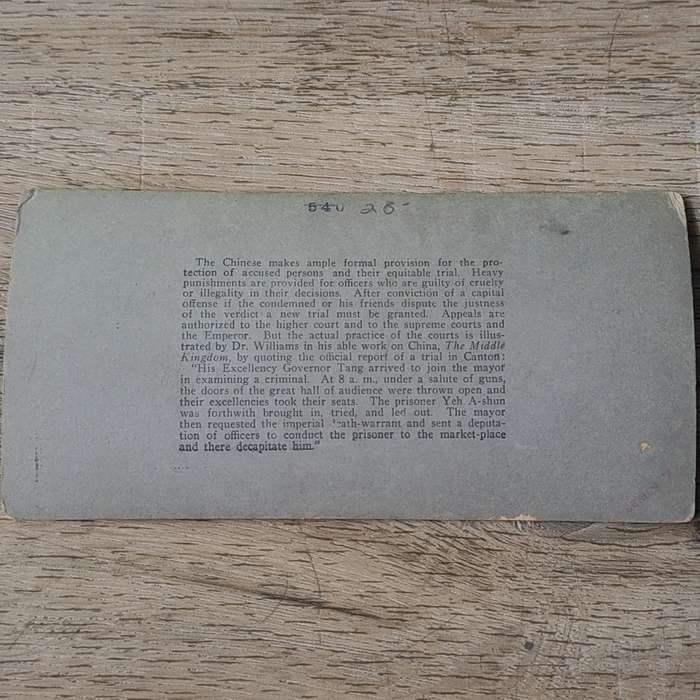 540 28
The Chinese makes ample formal provision for the pro-
tection of accused persons and their equitable trial. Heavy
punishments are provided for officers who are guilty of cruelty
or illegality in their decisions. After conviction of a capital
offense if the condemned or his friends dispute the justness
of the verdict a new trial must be granted. Appeals are
authorized to the higher court and to the supreme courts and
the Emperor. But the actual practice of the courts is illus-
trated by Dr. Williams in his able work on China, The Middle
Kingdom, by quoting the official report of a trial in Canton:
"His Excellency Governor Tang arrived to join the mayor
in examining a criminal. At 8 a. m., under a salute of guns,
the doors of the great hall of audience were thrown open and
their excellencies took their seats. The prisoner Yeh A-shun
was forthwith brought in, tried, and led out. The mayor
then requested the imperial eath-warrant and sent a deputa-
tion of officers to conduct the prisoner to the market-place
and there decapitate him."